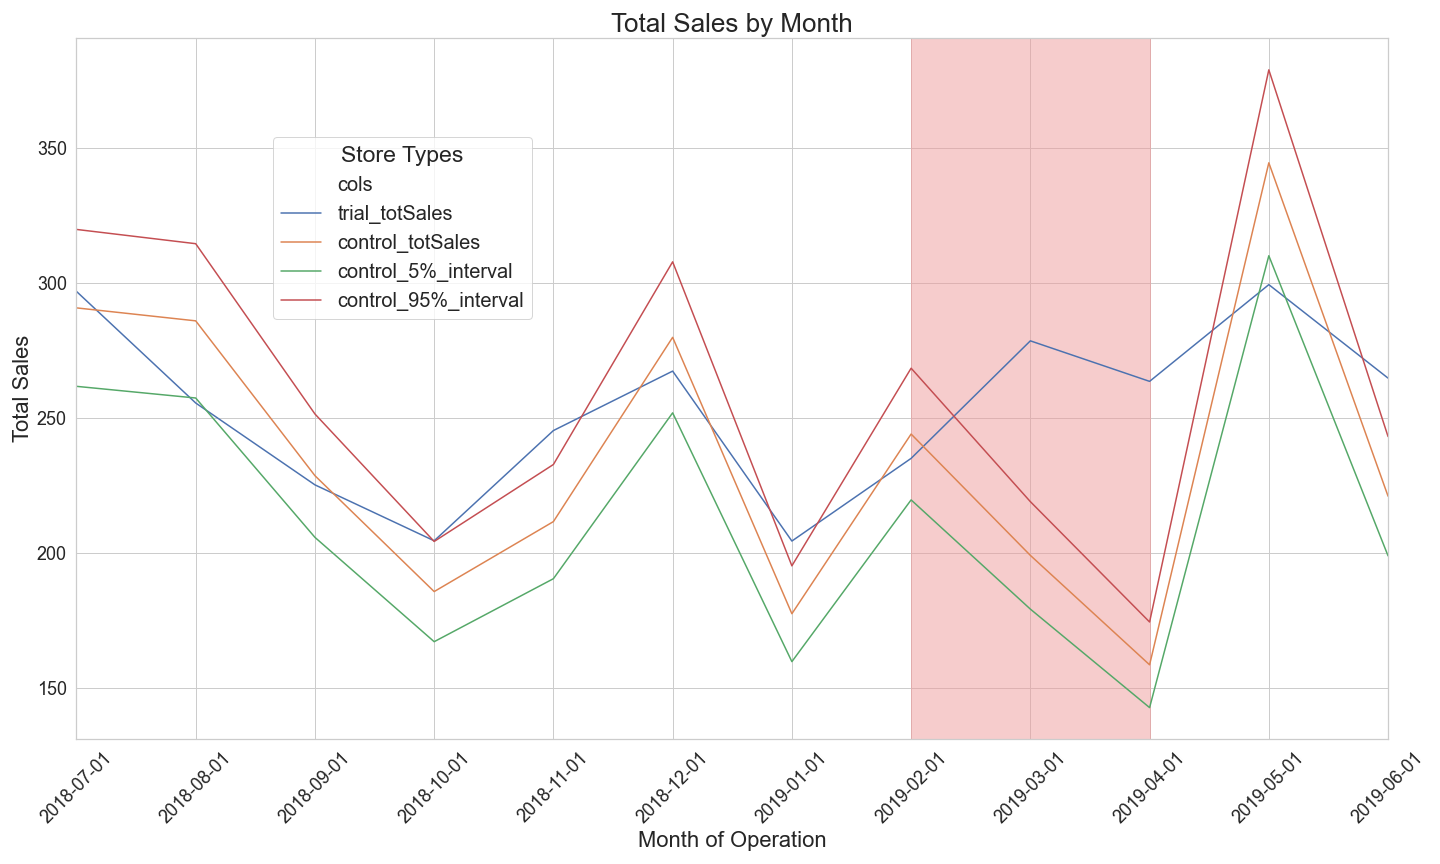 Total Sales by Month
Total Sales
350
300
250
200
150
Store Types
cols
trial_totSales
control_totSales
control_5%_interval
control_95%_interval
2018-07-01
2018-08-01
2018-09-01
2018-10-01
2018-11-01
2018-12-01
2019-01-01
2019-02-01
2019-03-01
2019-04-01
2019-05-01
2019-06-01
Month of Operation